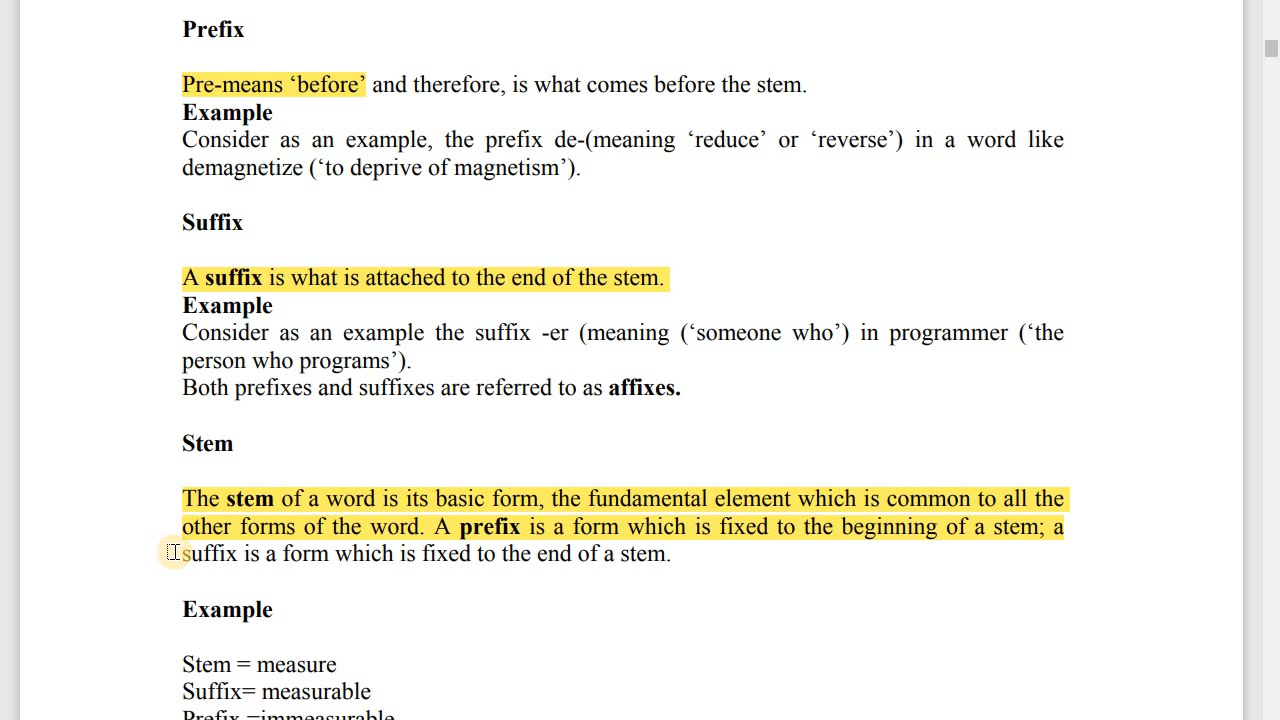 Prefix
Pre-means ‘before’ and therefore, is what comes before the stem.
Example
Consider as an example, the prefix de-(meaning ‘reduce’ or ‘reverse’) in a word like
demagnetize (‘to deprive of magnetism’).
Suffix
A suffix is what is attached to the end of the stem.
Example
Consider as an example the suffix -er (meaning (‘someone who’) in programmer (‘the
person who programs’).
Both prefixes and suffixes are referred to as affixes.
Stem
The stem of a word is its basic form, the fundamental element which is common to all the
other forms of the word. A prefix is a form which is fixed to the beginning of a stem; a
suffix is a form which is fixed to the end of a stem.
Example
Stem = measure
Suffix= measurable
Prefix =immeasurable